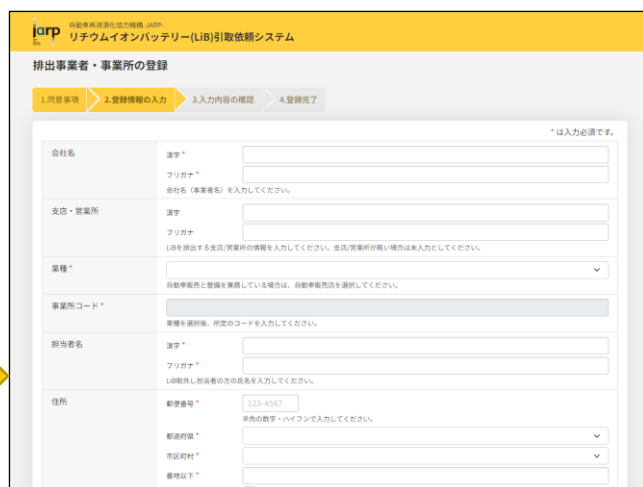 jarp
自動車再資源化協力機構-JARP-
リチウムイオンバッテリー(LiB)引取依頼システム
排出事業者・事業所の登録
1.同意事項 2.登録情報の入力 3.入力内容の確認 4.登録完了
* は入力必須です。
会社名 漢字 *
フリガナ *
会社名（事業者名）を入力してください。
支店・営業所 漢字
フリガナ
LiBを排出する支店/営業所の情報を入力してください。支店/営業所が無い場合は未入力としてください。
業種 *
自動車販売と整備を兼務している場合は、自動車販売店を選択してください。
事業所コード *
業種を選択後、所定のコードを入力してください。
担当者名 漢字 *
フリガナ *
LiB取外し担当者の方の氏名を入力してください。
住所 郵便番号 * 123-4567
半角の数字・ハイフンで入力してください。
都道府県 *
市区町村 *
番地以下 *